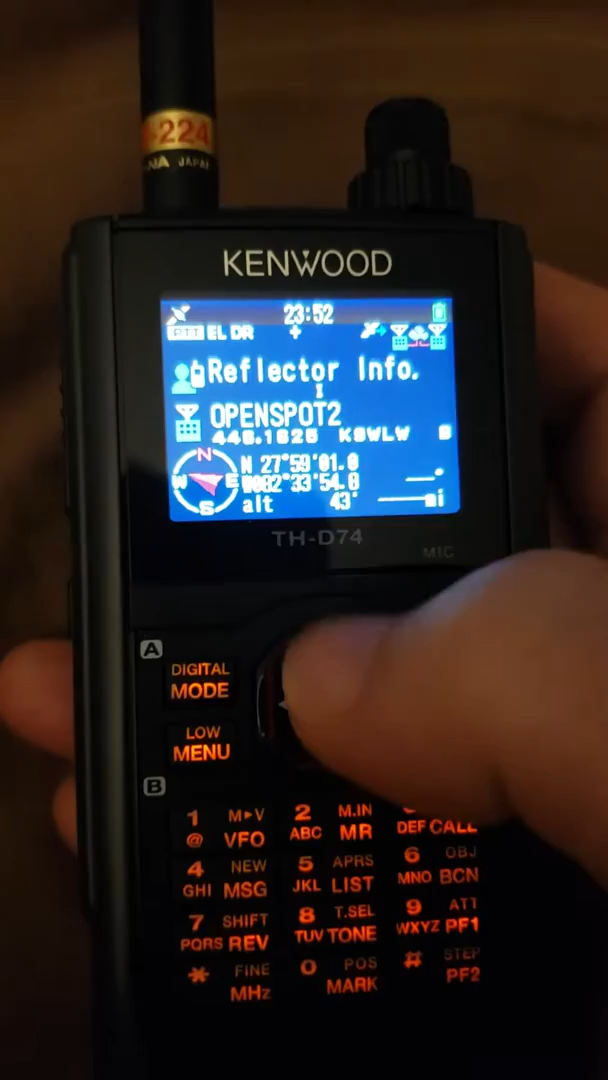 -224
-NA JAPAN
KENWOOD
23:52
EL DR +
Reflector Info.
I
OPENSPOT2
N
N 27°59'01.0
W E W082°33'54.0
S alt 43' mi
TH-D74
MIC
A
DIGITAL
MODE
LOW
MENU
B
1 M►V 2 M.IN
@ VFO ABC MR DEF CALL
4 NEW 5 APRS 6 OBJ
GHI MSG JKL LIST MNO BCN
7 SHIFT 8 T.SEL 9 ATT
PQRS REV TUV TONE WXYZ PF1
* FINE 0 POS # STEP
MHz MARK PF2